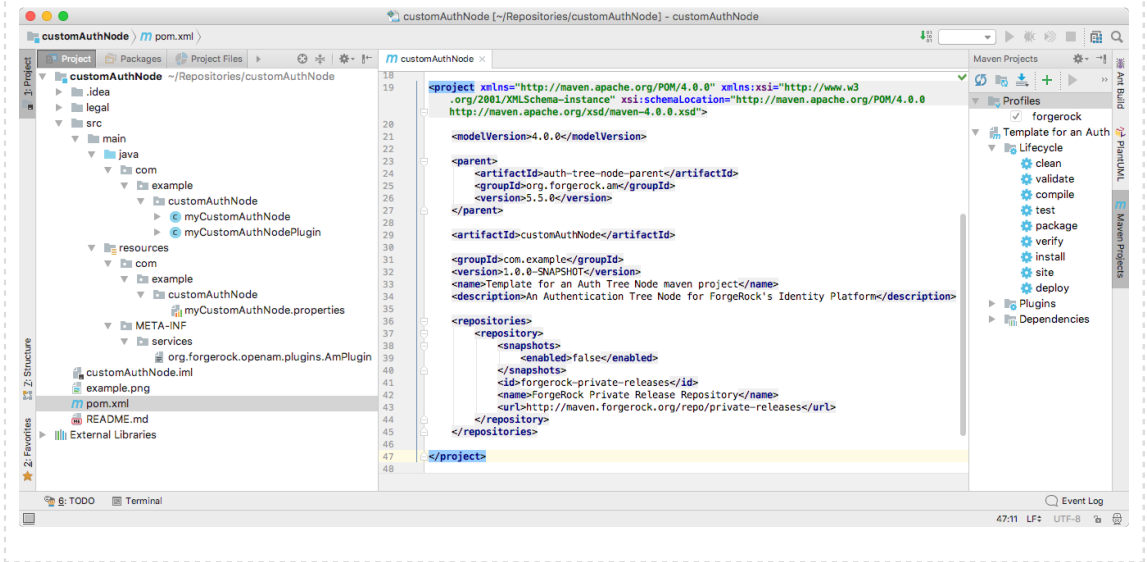 customAuthNode [~/Repositories/customAuthNode] - customAuthNode
customAuthNode
m pom.xml
Project
Packages
Project Files
m customAuthNode
Maven Projects
1: Project
7: Structure
2: Favorites
customAuthNode ~/Repositories/customAuthNode
.idea
legal
src
main
java
com
example
customAuthNode
C myCustomAuthNode
C myCustomAuthNodePlugin
resources
com
example
customAuthNode
myCustomAuthNode.properties
META-INF
services
org.forgerock.openam.plugins.AmPlugin
customAuthNode.iml
example.png
m pom.xml
README.md
External Libraries
18
19 <project xmlns="http://maven.apache.org/POM/4.0.0" xmlns:xsi="http://www.w3
.org/2001/XMLSchema-instance" xsi:schemaLocation="http://maven.apache.org/POM/4.0.0
http://maven.apache.org/xsd/maven-4.0.0.xsd">
20
21 <modelVersion>4.0.0</modelVersion>
22
23 <parent>
24 <artifactId>auth-tree-node-parent</artifactId>
25 <groupId>org.forgerock.am</groupId>
26 <version>5.5.0</version>
27 </parent>
28
29 <artifactId>customAuthNode</artifactId>
30
31 <groupId>com.example</groupId>
32 <version>1.0.0-SNAPSHOT</version>
33 <name>Template for an Auth Tree Node maven project</name>
34 <description>An Authentication Tree Node for ForgeRock's Identity Platform</description>
35
36 <repositories>
37 <repository>
38 <snapshots>
39 <enabled>false</enabled>
40 </snapshots>
41 <id>forgerock-private-releases</id>
42 <name>ForgeRock Private Release Repository</name>
43 <url>http://maven.forgerock.org/repo/private-releases</url>
44 </repository>
45 </repositories>
46
47 </project>
48
Profiles
forgerock
Template for an Auth
Lifecycle
clean
validate
compile
test
package
verify
install
site
deploy
Plugins
Dependencies
Ant Build
PlantUML
m Maven Projects
6: TODO
Terminal
Event Log
47:11 LF UTF-8